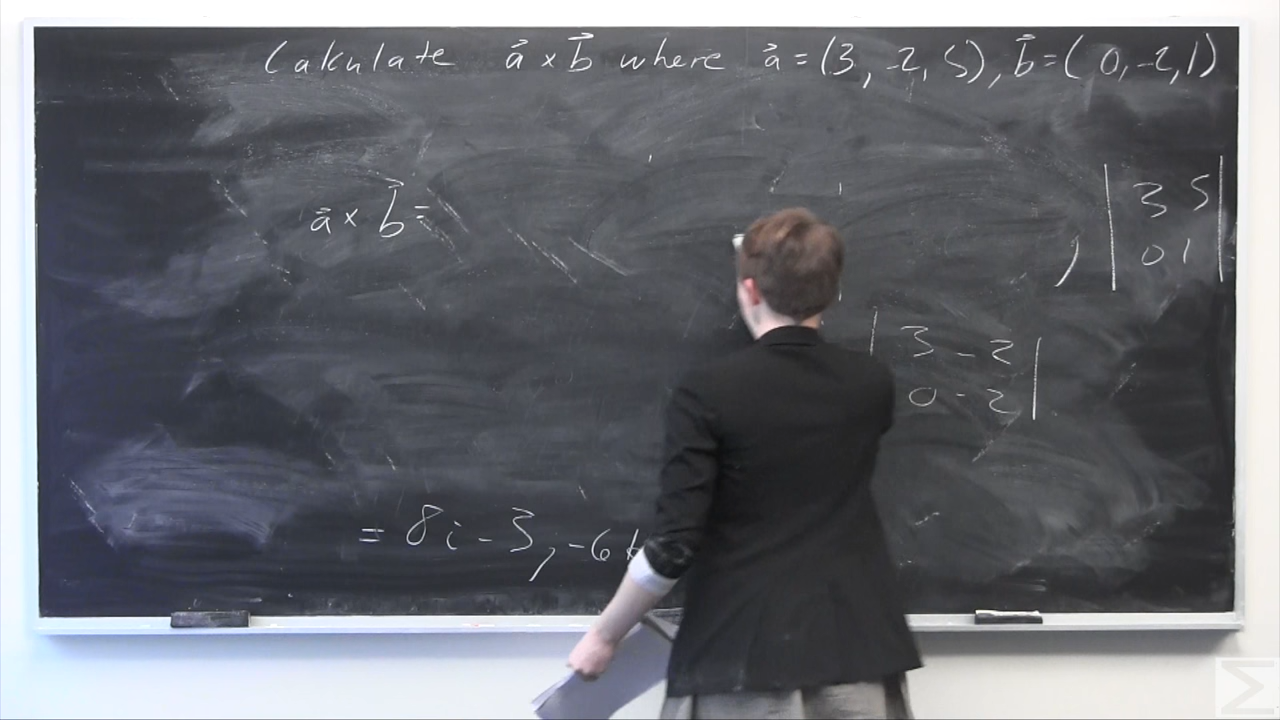 Calculate a⃗ × b⃗ where a⃗ = (3, -2, 5), b⃗ = ( 0, -2, 1)
a⃗ × b⃗ =
, | 3 5 |
| 0 1 |
| 3 -2 |
| 0 -2 |
= 8i - 3j - 6k
Σ